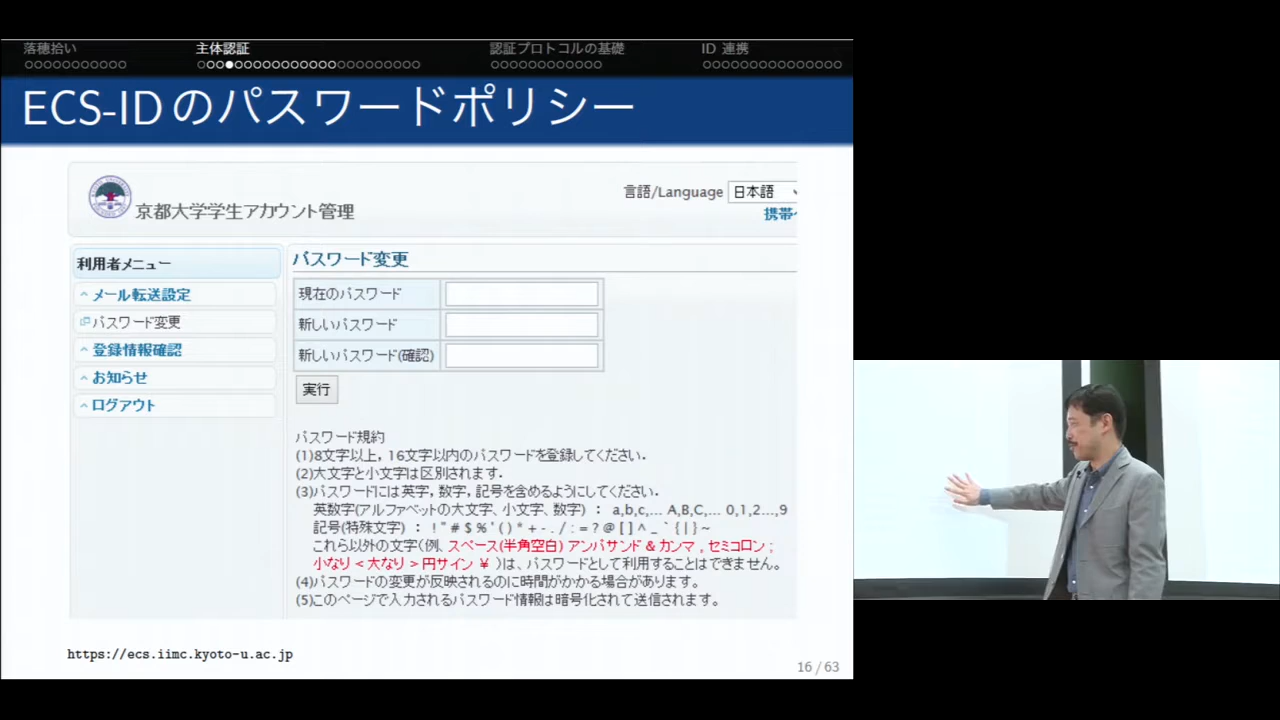 落穂拾い
主体認証
認証プロトコルの基礎
ID 連携
ECS-IDのパスワードポリシー
京都大学学生アカウント管理
言語/Language 日本語
携帯
利用者メニュー
メール転送設定
パスワード変更
登録情報確認
お知らせ
ログアウト
パスワード変更
現在のパスワード
新しいパスワード
新しいパスワード(確認)
実行
パスワード規約
(1)8文字以上，16文字以内のパスワードを登録してください．
(2)大文字と小文字は区別されます．
(3)パスワードには英字，数字，記号を含めるようにしてください．
英数字(アルファベットの大文字、小文字、数字) ： a,b,c,... A,B,C,... 0,1,2...,9
記号(特殊文字) ： ! " # $ % ' ( ) * + - . / : = ? @ [ ] ^ _ ` { | } ~
これら以外の文字(例、スペース(半角空白) アンパサンド & カンマ , セミコロン ;
小なり < 大なり > 円サイン ￥ )は、パスワードとして利用することはできません。
(4)パスワードの変更が反映されるのに時間がかかる場合があります。
(5)このページで入力されるパスワード情報は暗号化されて送信されます。
https://ecs.iimc.kyoto-u.ac.jp
16 / 63